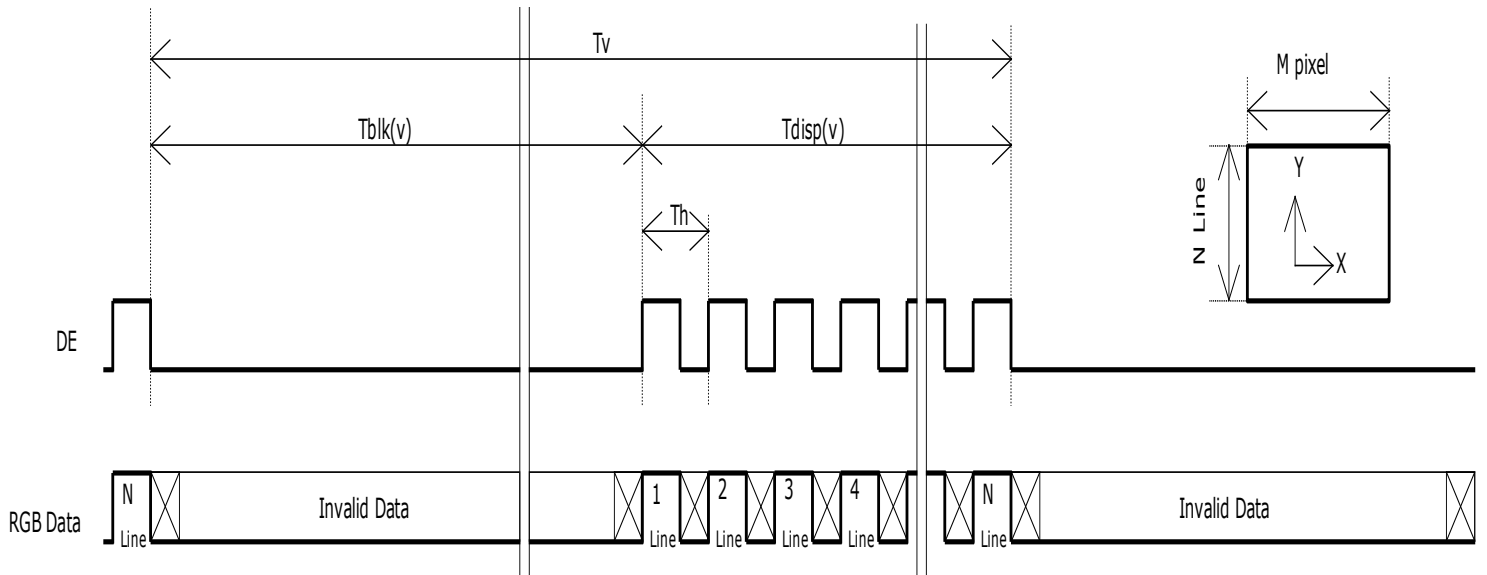 Tv
M pixel
Tblk(v)
Tdisp(v)
Y
N Line
Th
X
DE
N
Line
Invalid Data
1
Line
2
Line
3
Line
4
Line
N
Line
Invalid Data
RGB Data